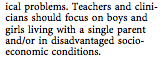 ical problems. Teachers and clini-
cians should focus on boys and
girls living with a single parent
and/or in disadvantaged socio-
economic conditions.